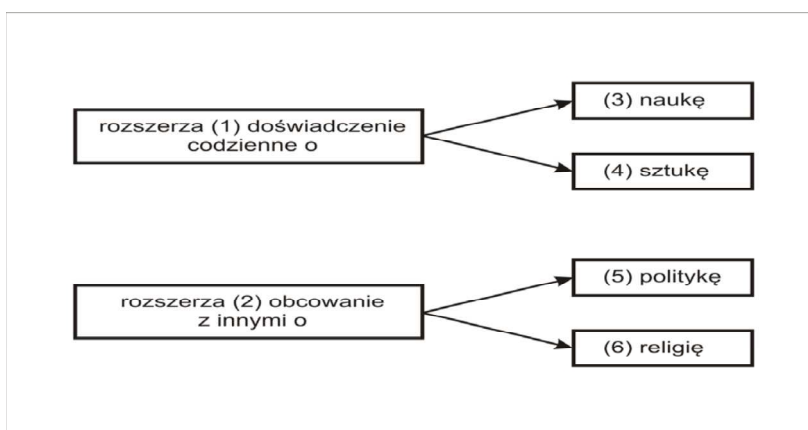 rozszerza (1) doświadczenie
codzienne o
(3) naukę
(4) sztukę
rozszerza (2) obcowanie
z innymi o
(5) politykę
(6) religię